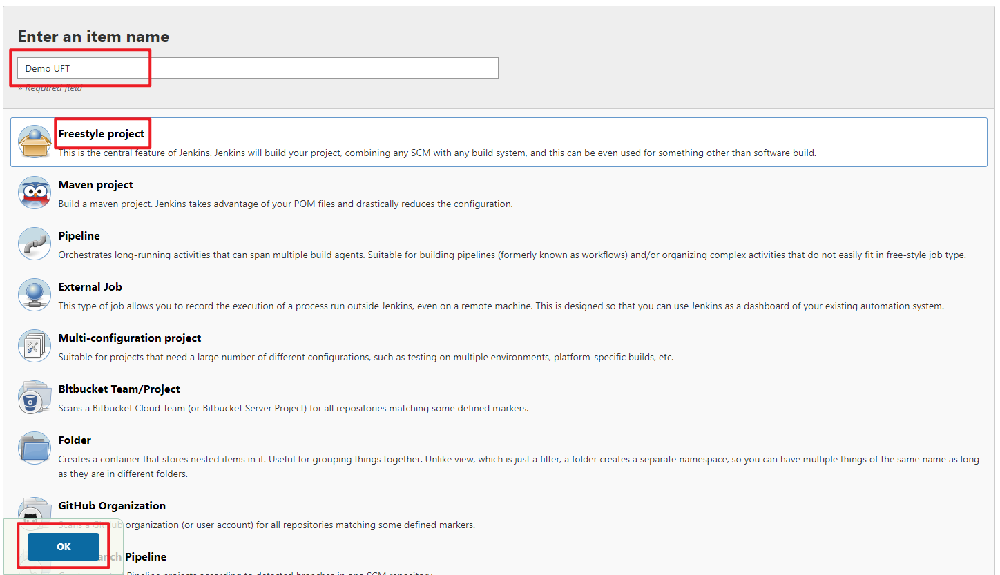 Enter an item name
Demo UFT
» Required field
Freestyle project
This is the central feature of Jenkins. Jenkins will build your project, combining any SCM with any build system, and this can be even used for something other than software build.
Maven project
Build a maven project. Jenkins takes advantage of your POM files and drastically reduces the configuration.
Pipeline
Orchestrates long-running activities that can span multiple build agents. Suitable for building pipelines (formerly known as workflows) and/or organizing complex activities that do not easily fit in free-style job type.
External Job
This type of job allows you to record the execution of a process run outside Jenkins, even on a remote machine. This is designed so that you can use Jenkins as a dashboard of your existing automation system.
Multi-configuration project
Suitable for projects that need a large number of different configurations, such as testing on multiple environments, platform-specific builds, etc.
Bitbucket Team/Project
Scans a Bitbucket Cloud Team (or Bitbucket Server Project) for all repositories matching some defined markers.
Folder
Creates a container that stores nested items in it. Useful for grouping things together. Unlike view, which is just a filter, a folder creates a separate namespace, so you can have multiple things of the same name as long
as they are in different folders.
GitHub Organization
Scans a GitHub organization (or user account) for all repositories matching some defined markers.
OK
Pipeline